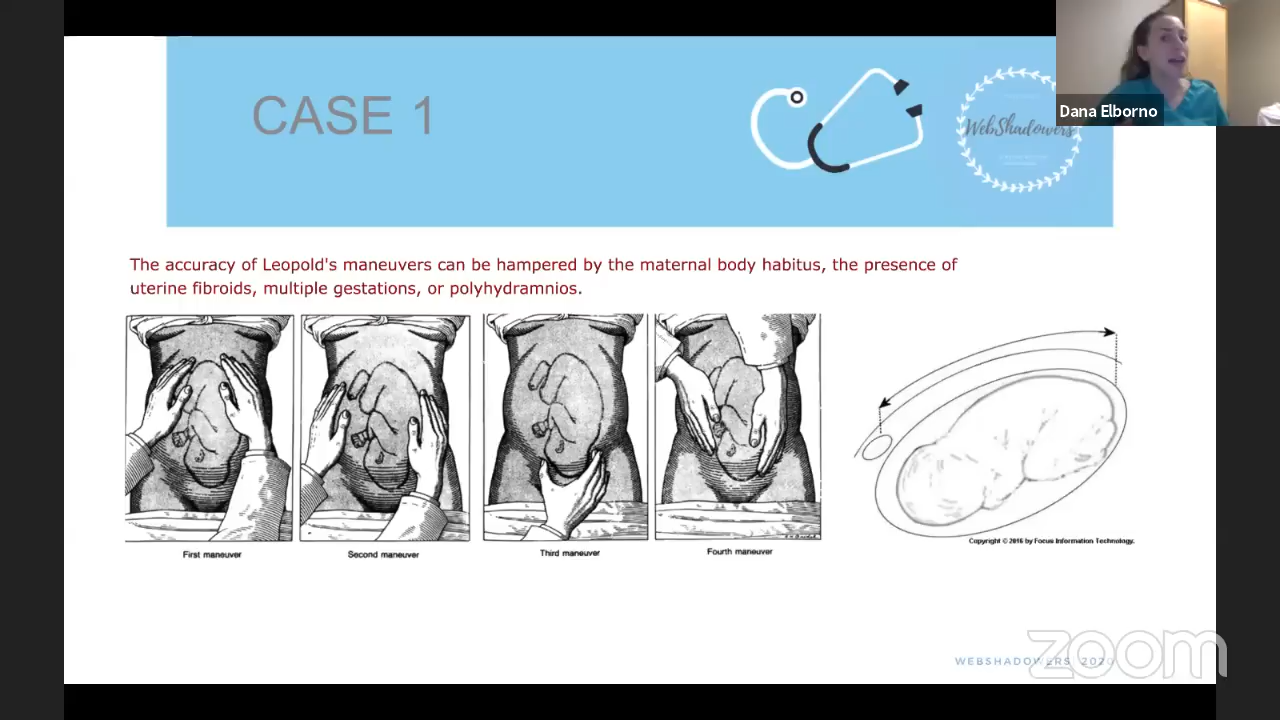 CASE 1
WebShadowers
Dana Elborno
The accuracy of Leopold's maneuvers can be hampered by the maternal body habitus, the presence of
uterine fibroids, multiple gestations, or polyhydramnios.
First maneuver
Second maneuver
Third maneuver
Fourth maneuver
Copyright © 2016 by Focus Information Technology.
WEBSHADOWERS 2020
zoom